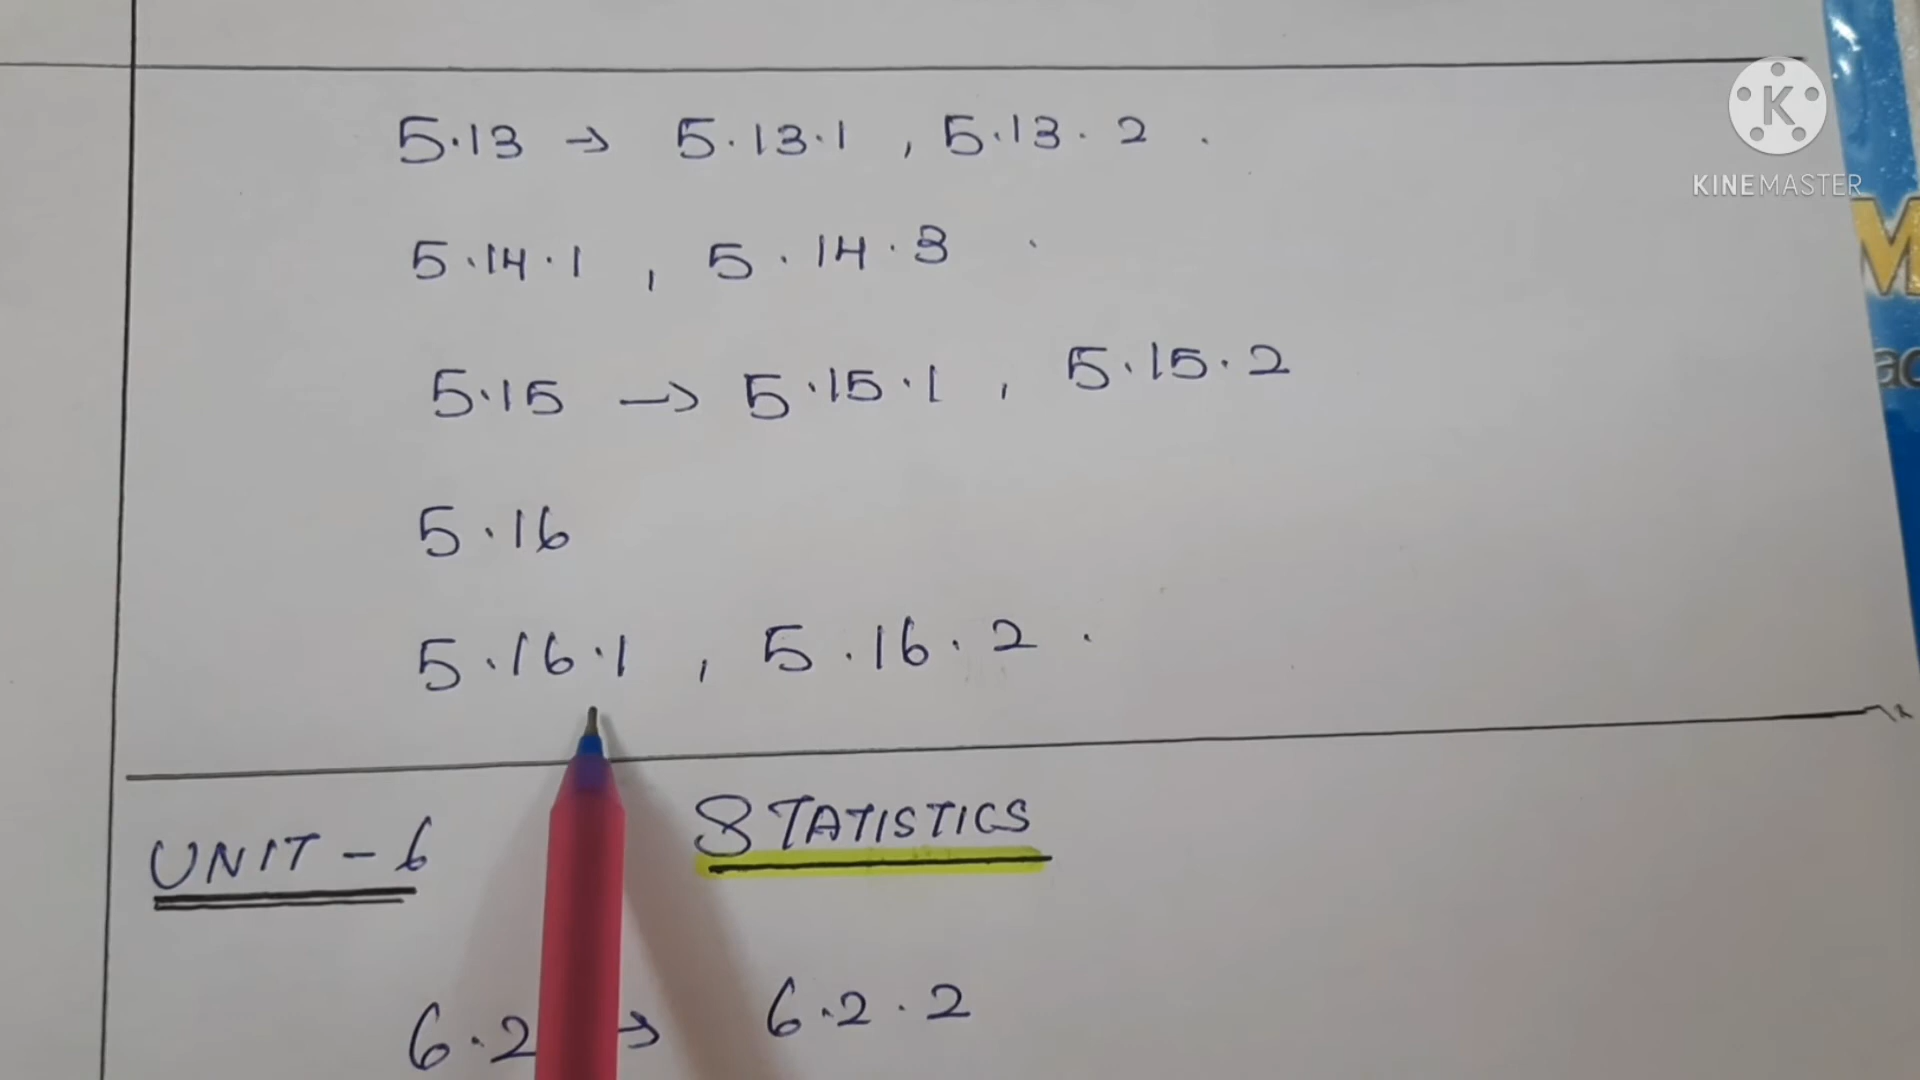 5.13 → 5.13.1 , 5.13.2 .
KINEMASTER
5.14.1 , 5.14.3 .
5.15 → 5.15.1 , 5.15.2
5.16
5.16.1 , 5.16.2 .
UNIT - 6 STATISTICS
6.2 → 6.2.2